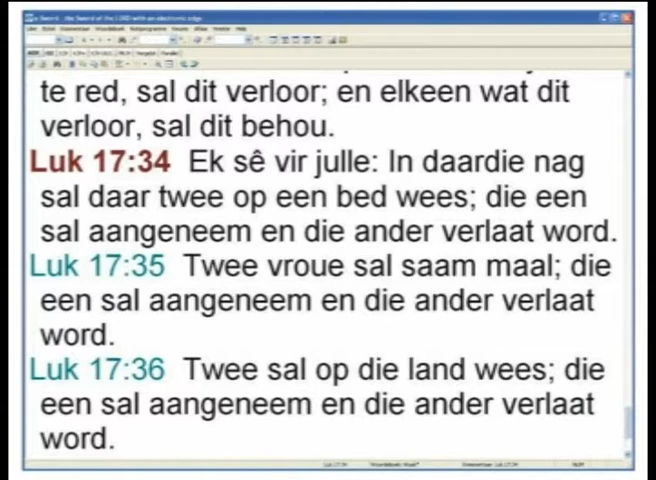 te red, sal dit verloor; en elkeen wat dit
verloor, sal dit behou.
Luk 17:34 Ek sê vir julle: In daardie nag
sal daar twee op een bed wees; die een
sal aangeneem en die ander verlaat word.
Luk 17:35 Twee vroue sal saam maal; die
een sal aangeneem en die ander verlaat
word.
Luk 17:36 Twee sal op die land wees; die
een sal aangeneem en die ander verlaat
word.